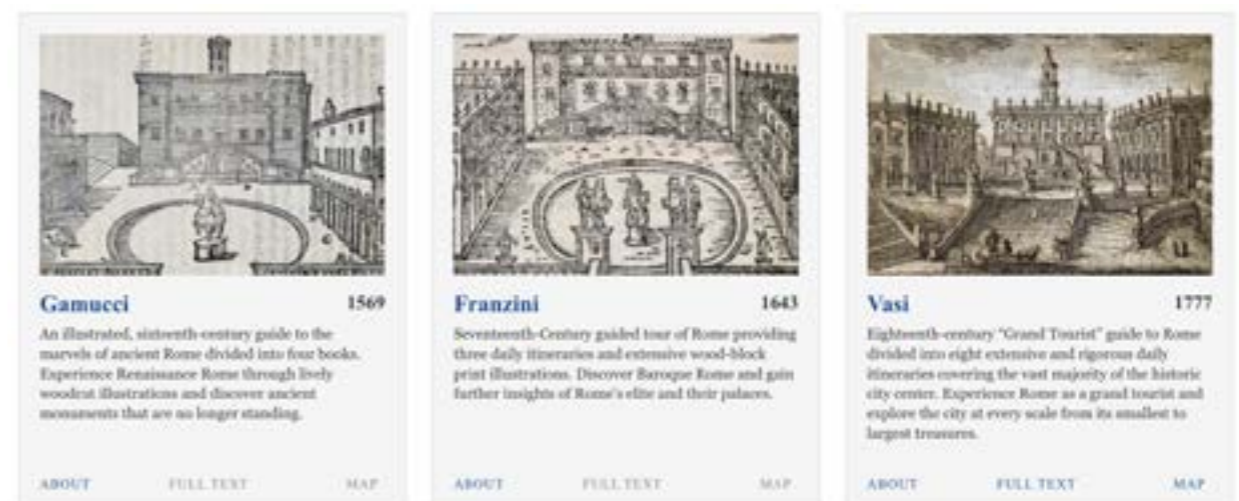 Gamucci 1569
An illustrated, sixteenth-century guide to the
marvels of ancient Rome divided into four books.
Experience Renaissance Rome through lively
woodcut illustrations and discover ancient
monuments that are no longer standing.
ABOUT FULL TEXT MAP
Franzini 1643
Seventeenth-Century guided tour of Rome providing
three daily itineraries and extensive wood-block
print illustrations. Discover Baroque Rome and gain
further insights of Rome's elite and their palaces.
ABOUT FULL TEXT MAP
Vasi 1777
Eighteenth-century "Grand Tourist" guide to Rome
divided into eight extensive and rigorous daily
itineraries covering the vast majority of the historic
city center. Experience Rome as a grand tourist and
explore the city at every scale from its smallest to
largest treasures.
ABOUT FULL TEXT MAP